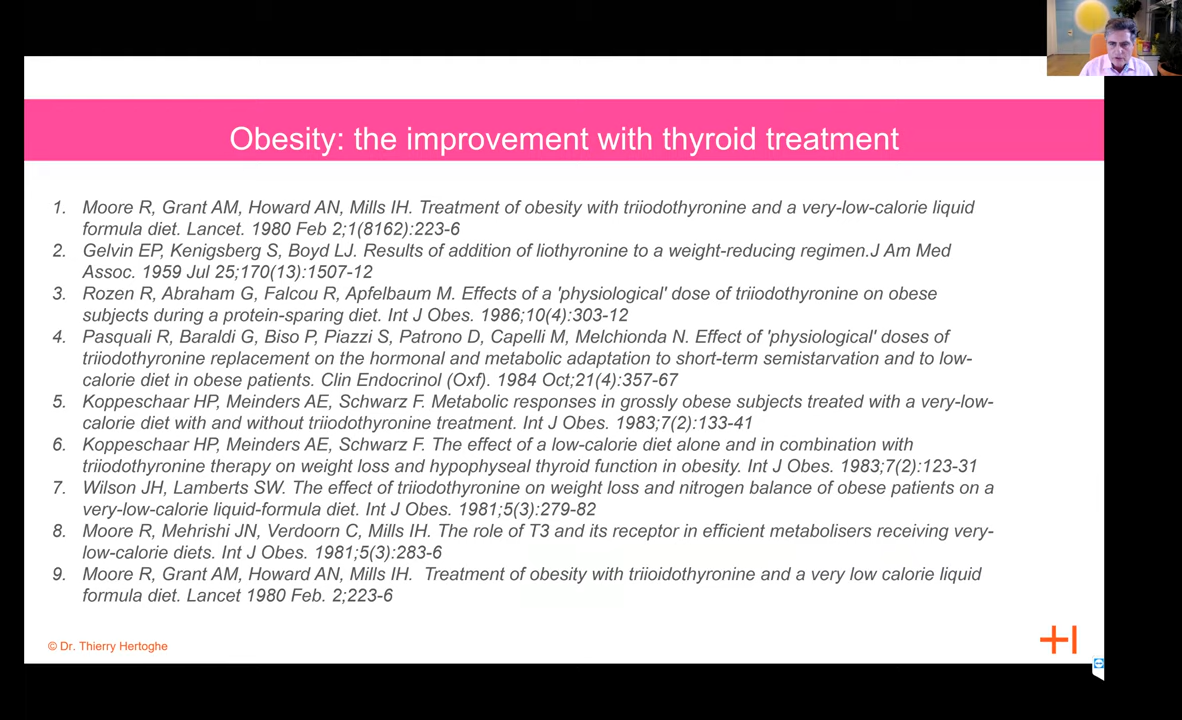 Obesity: the improvement with thyroid treatment
1. Moore R, Grant AM, Howard AN, Mills IH. Treatment of obesity with triiodothyronine and a very-low-calorie liquid
formula diet. Lancet. 1980 Feb 2;1(8162):223-6
2. Gelvin EP, Kenigsberg S, Boyd LJ. Results of addition of liothyronine to a weight-reducing regimen.J Am Med
Assoc. 1959 Jul 25;170(13):1507-12
3. Rozen R, Abraham G, Falcou R, Apfelbaum M. Effects of a 'physiological' dose of triiodothyronine on obese
subjects during a protein-sparing diet. Int J Obes. 1986;10(4):303-12
4. Pasquali R, Baraldi G, Biso P, Piazzi S, Patrono D, Capelli M, Melchionda N. Effect of 'physiological' doses of
triiodothyronine replacement on the hormonal and metabolic adaptation to short-term semistarvation and to low-
calorie diet in obese patients. Clin Endocrinol (Oxf). 1984 Oct;21(4):357-67
5. Koppeschaar HP, Meinders AE, Schwarz F. Metabolic responses in grossly obese subjects treated with a very-low-
calorie diet with and without triiodothyronine treatment. Int J Obes. 1983;7(2):133-41
6. Koppeschaar HP, Meinders AE, Schwarz F. The effect of a low-calorie diet alone and in combination with
triiodothyronine therapy on weight loss and hypophyseal thyroid function in obesity. Int J Obes. 1983;7(2):123-31
7. Wilson JH, Lamberts SW. The effect of triiodothyronine on weight loss and nitrogen balance of obese patients on a
very-low-calorie liquid-formula diet. Int J Obes. 1981;5(3):279-82
8. Moore R, Mehrishi JN, Verdoorn C, Mills IH. The role of T3 and its receptor in efficient metabolisers receiving very-
low-calorie diets. Int J Obes. 1981;5(3):283-6
9. Moore R, Grant AM, Howard AN, Mills IH. Treatment of obesity with triioidothyronine and a very low calorie liquid
formula diet. Lancet 1980 Feb. 2;223-6
© Dr. Thierry Hertoghe